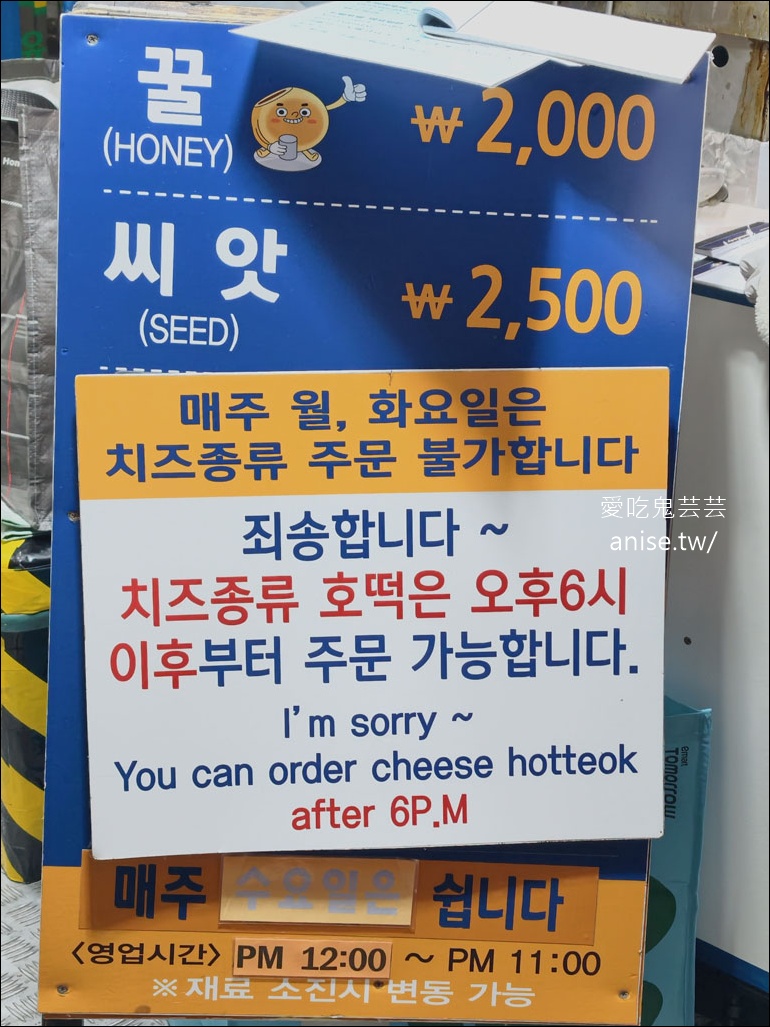 꿀
(HONEY)
₩ 2,000
씨앗
(SEED)
₩ 2,500
매주 월, 화요일은
치즈종류 주문 불가합니다
죄송합니다 ~
치즈종류 호떡은 오후6시
이후부터 주문 가능합니다.
I'm sorry ~
You can order cheese hotteok
after 6P.M
愛吃鬼芸芸
anise.tw/
매주 수요일은 쉽니다
<영업시간> PM 12:00 ~ PM 11:00
※재료 소진시 변동 가능
TOMORROW